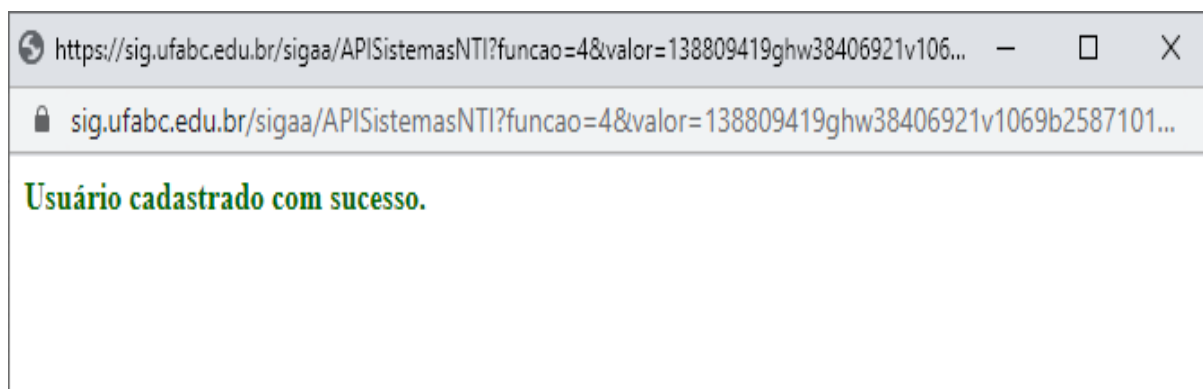 https://sig.ufabc.edu.br/sigaa/APISistemasNTI?funcao=4&valor=138809419ghw38406921v106...
sig.ufabc.edu.br/sigaa/APISistemasNTI?funcao=4&valor=138809419ghw38406921v1069b2587101...
Usuário cadastrado com sucesso.